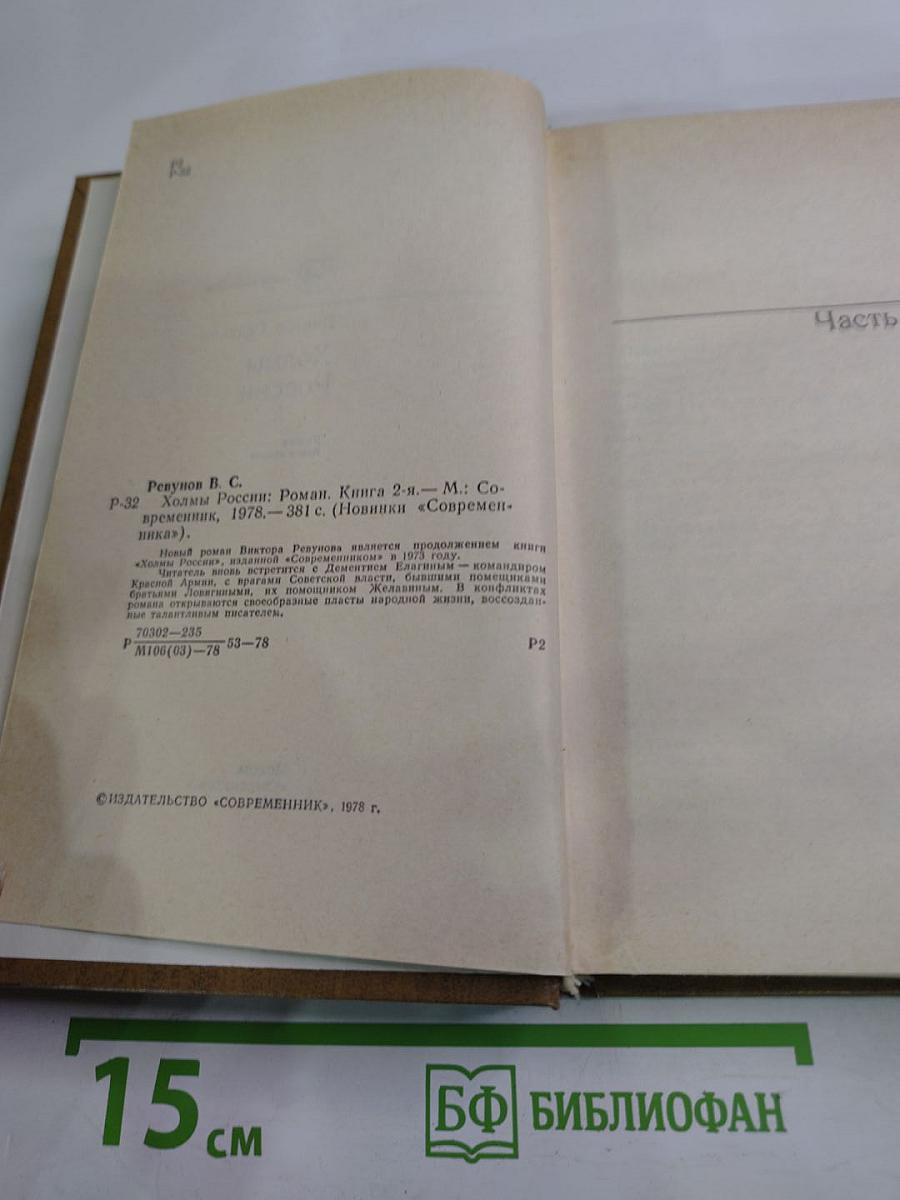 Р2
Р-32
Ревунов В. С.
Р-32 Холмы России: Роман. Книга 2-я.— М.: Со-
временник, 1978.— 381 с. (Новинки «Современ-
ника»).
Новый роман Виктора Ревунова является продолжением книги
«Холмы России», изданной «Современником» в 1973 году.
Читатель вновь встретится с Дементием Елагиным — командиром
Красной Армии, с врагами Советской власти, бывшими помещиками
братьями Ловягиными, их помощником Желавиным. В конфликтах
романа открываются своеобразные пласты народной жизни, воссоздан-
ные талантливым писателем.
Р 70302—235
М106(03)—78 53—78
Р2
© ИЗДАТЕЛЬСТВО «СОВРЕМЕННИК», 1978 г.
Часть
15 см
БФ БИБЛИОФАН